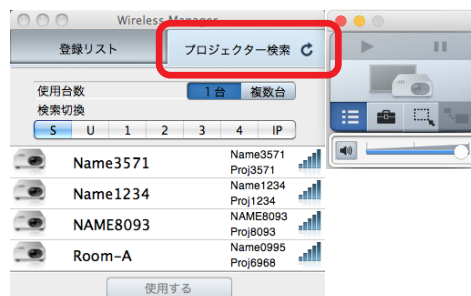 Wireless Manager
登録リスト
プロジェクター検索
使用台数
1台
複数台
検索切換
S U 1 2 3 4 IP
Name3571
Name3571
Proj3571
Name1234
Name1234
Proj1234
NAME8093
NAME8093
Proj8093
Room-A
Name0995
Proj6968
使用する